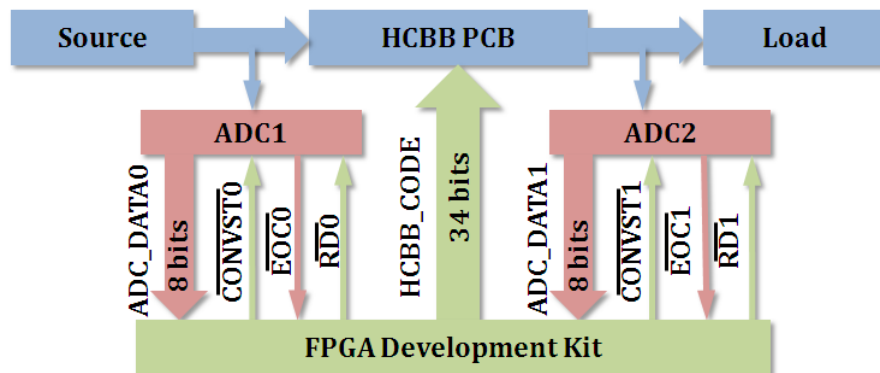 Source
HCBB PCB
Load
ADC1
ADC2
ADC_DATA0
8 bits
CONVST0
EOC0
RD0
HCBB_CODE
34 bits
ADC_DATA1
8 bits
CONVST1
EOC1
RD1
FPGA Development Kit